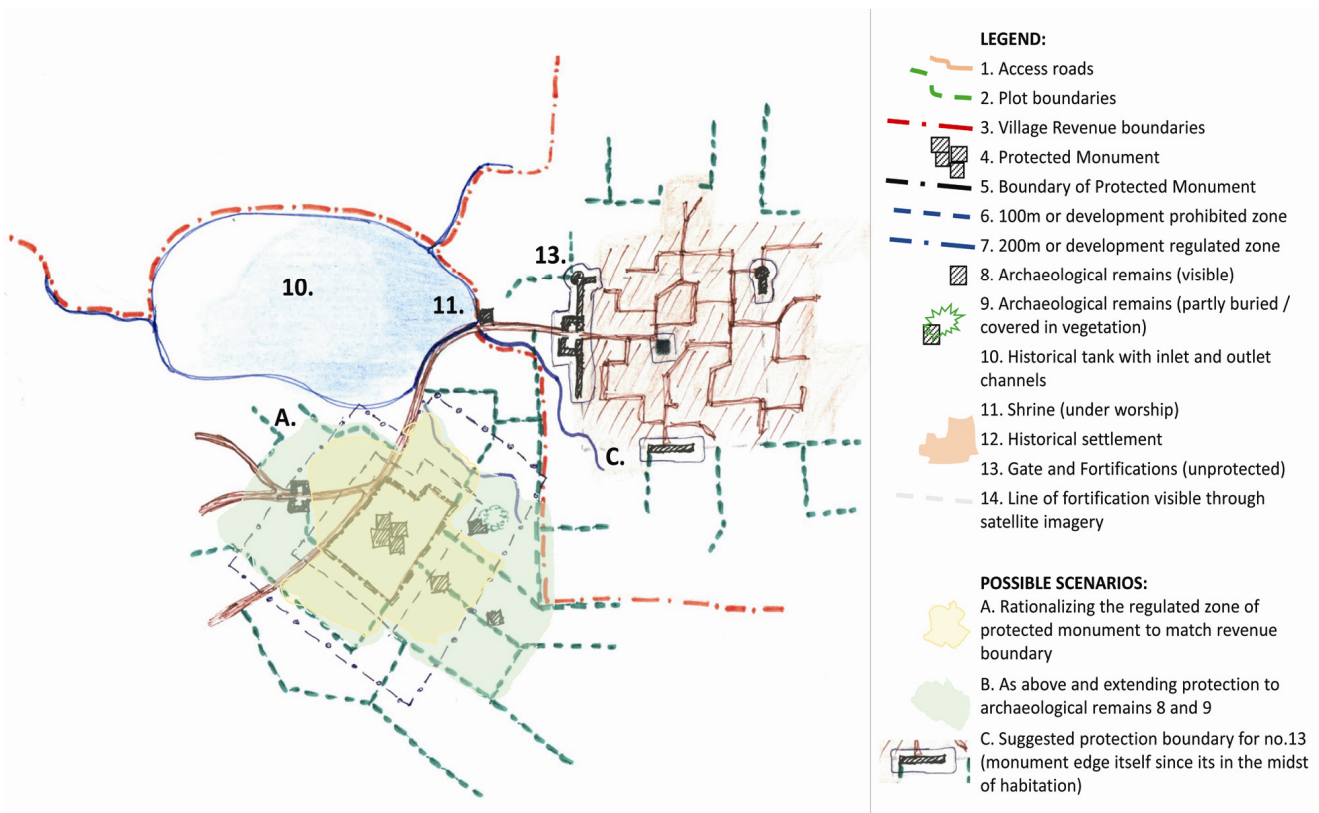 13.
10.
11.
A.
C.
LEGEND:
1. Access roads
2. Plot boundaries
3. Village Revenue boundaries
4. Protected Monument
5. Boundary of Protected Monument
6. 100m or development prohibited zone
7. 200m or development regulated zone
8. Archaeological remains (visible)
9. Archaeological remains (partly buried /
covered in vegetation)
10. Historical tank with inlet and outlet
channels
11. Shrine (under worship)
12. Historical settlement
13. Gate and Fortifications (unprotected)
14. Line of fortification visible through
satellite imagery
POSSIBLE SCENARIOS:
A. Rationalizing the regulated zone of
protected monument to match revenue
boundary
B. As above and extending protection to
archaeological remains 8 and 9
C. Suggested protection boundary for no.13
(monument edge itself since its in the midst
of habitation)